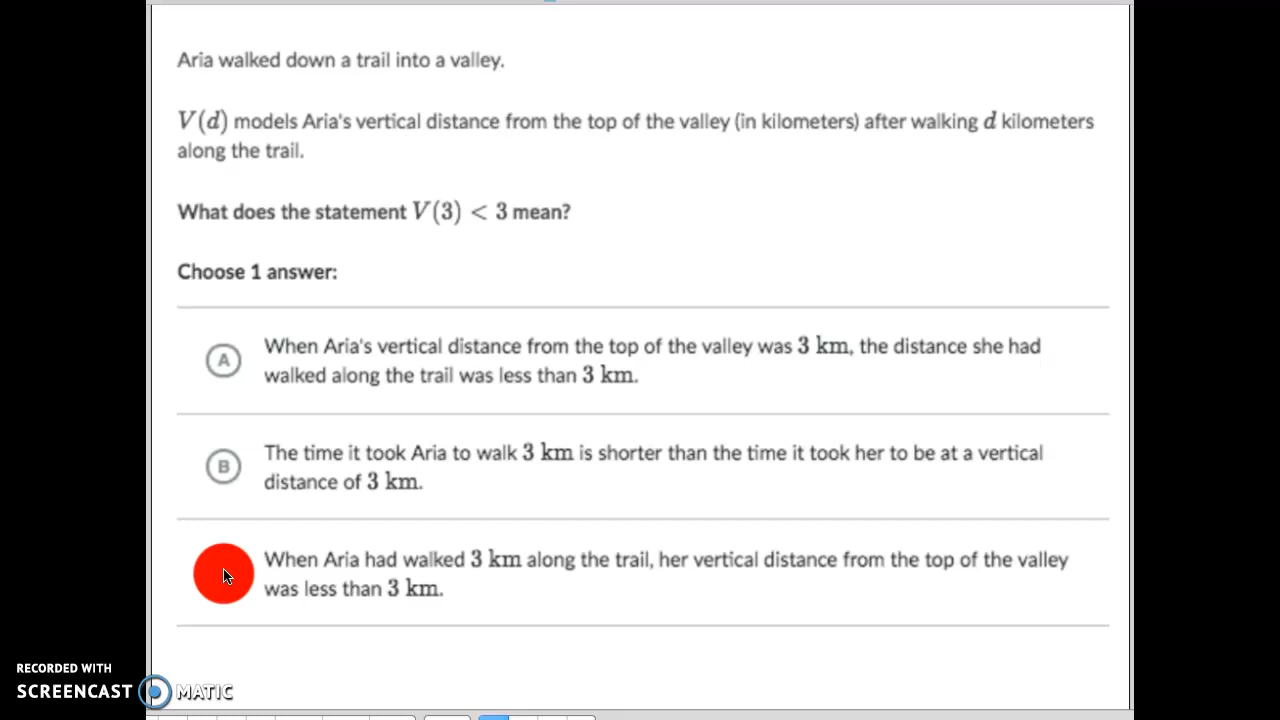 Aria walked down a trail into a valley.
V(d) models Aria's vertical distance from the top of the valley (in kilometers) after walking d kilometers
along the trail.
What does the statement V(3) < 3 mean?
Choose 1 answer:
A
When Aria's vertical distance from the top of the valley was 3 km, the distance she had
walked along the trail was less than 3 km.
B
The time it took Aria to walk 3 km is shorter than the time it took her to be at a vertical
distance of 3 km.
When Aria had walked 3 km along the trail, her vertical distance from the top of the valley
was less than 3 km.
RECORDED WITH
SCREENCAST MATIC